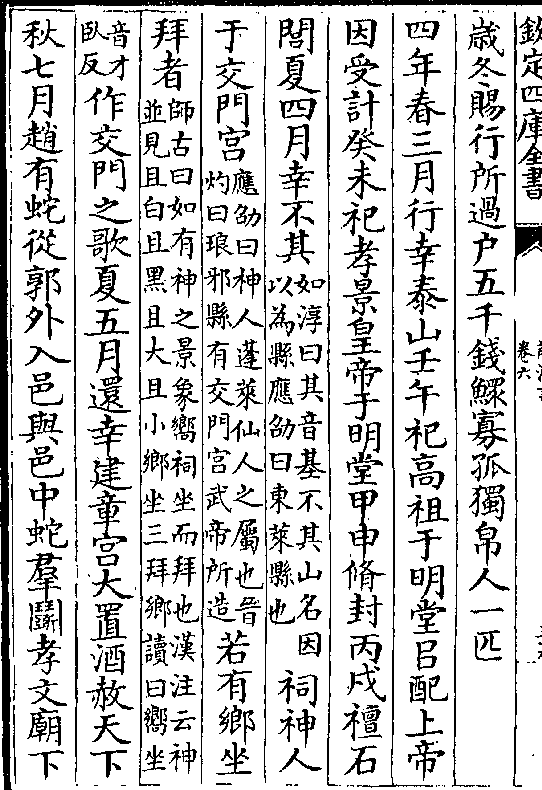 欽定四庫全書
卷六
歲冬賜行所過户五千錢鰥寡孤獨帛人一匹
四年春三月行幸泰山壬午祀高祖于明堂㠯配上帝
因受計癸未祀孝景皇帝于明堂甲申脩封丙戌禮石
閭夏四月幸不其如淳曰其音基不其山名因以為縣應劭曰東萊縣也祠神人
于交門宫應劭曰神人蓬萊仙人之屬也晉灼曰琅邪縣有交門宫武帝所造若有鄉坐
拜者師古曰如有神之景象嚮祠坐而拜也漢注云神並見且白且黑且大且小鄉坐三拜鄉讀曰嚮坐
音才臥反作交門之歌夏五月還幸建章宫大置酒赦天下
秋七月趙有蛇從郭外入邑與邑中蛇羣鬭孝文廟下